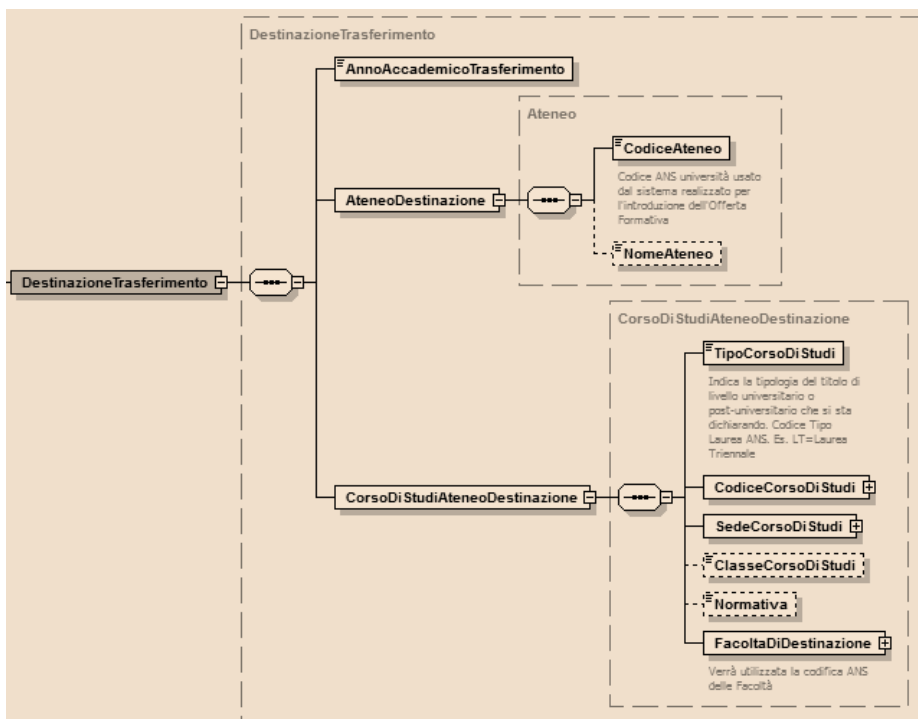 DestinazioneTrasferimento
AnnoAccademicoTrasferimento
Ateneo
CodiceAteneo
Codice ANS università usato
dal sistema realizzato per
l'introduzione dell'Offerta
Formativa
AteneoDestinazione
NomeAteneo
DestinazioneTrasferimento
CorsoDiStudiAteneoDestinazione
TipoCorsoDiStudi
Indica la tipologia del titolo di
livello universitario o
post-universitario che si sta
dichiarando. Codice Tipo
Laurea ANS. Es. LT=Laurea
Triennale
CorsoDiStudiAteneoDestinazione
CodiceCorsoDiStudi
SedeCorsoDiStudi
ClasseCorsoDiStudi
Normativa
FacoltaDiDestinazione
Verrà utilizzata la codifica ANS
delle Facoltà